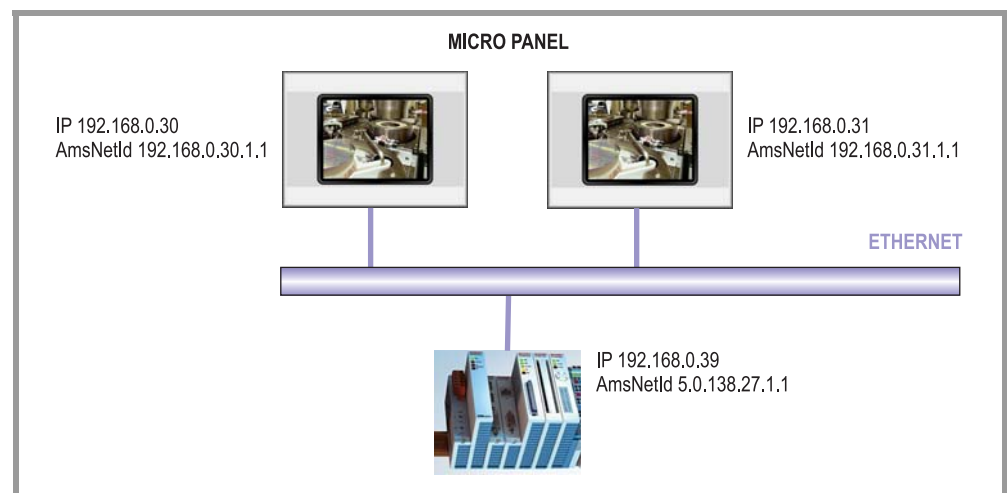 MICRO PANEL
IP 192.168.0.30
AmsNetId 192.168.0.30.1.1
IP 192.168.0.31
AmsNetId 192.168.0.31.1.1
ETHERNET
IP 192.168.0.39
AmsNetId 5.0.138.27.1.1